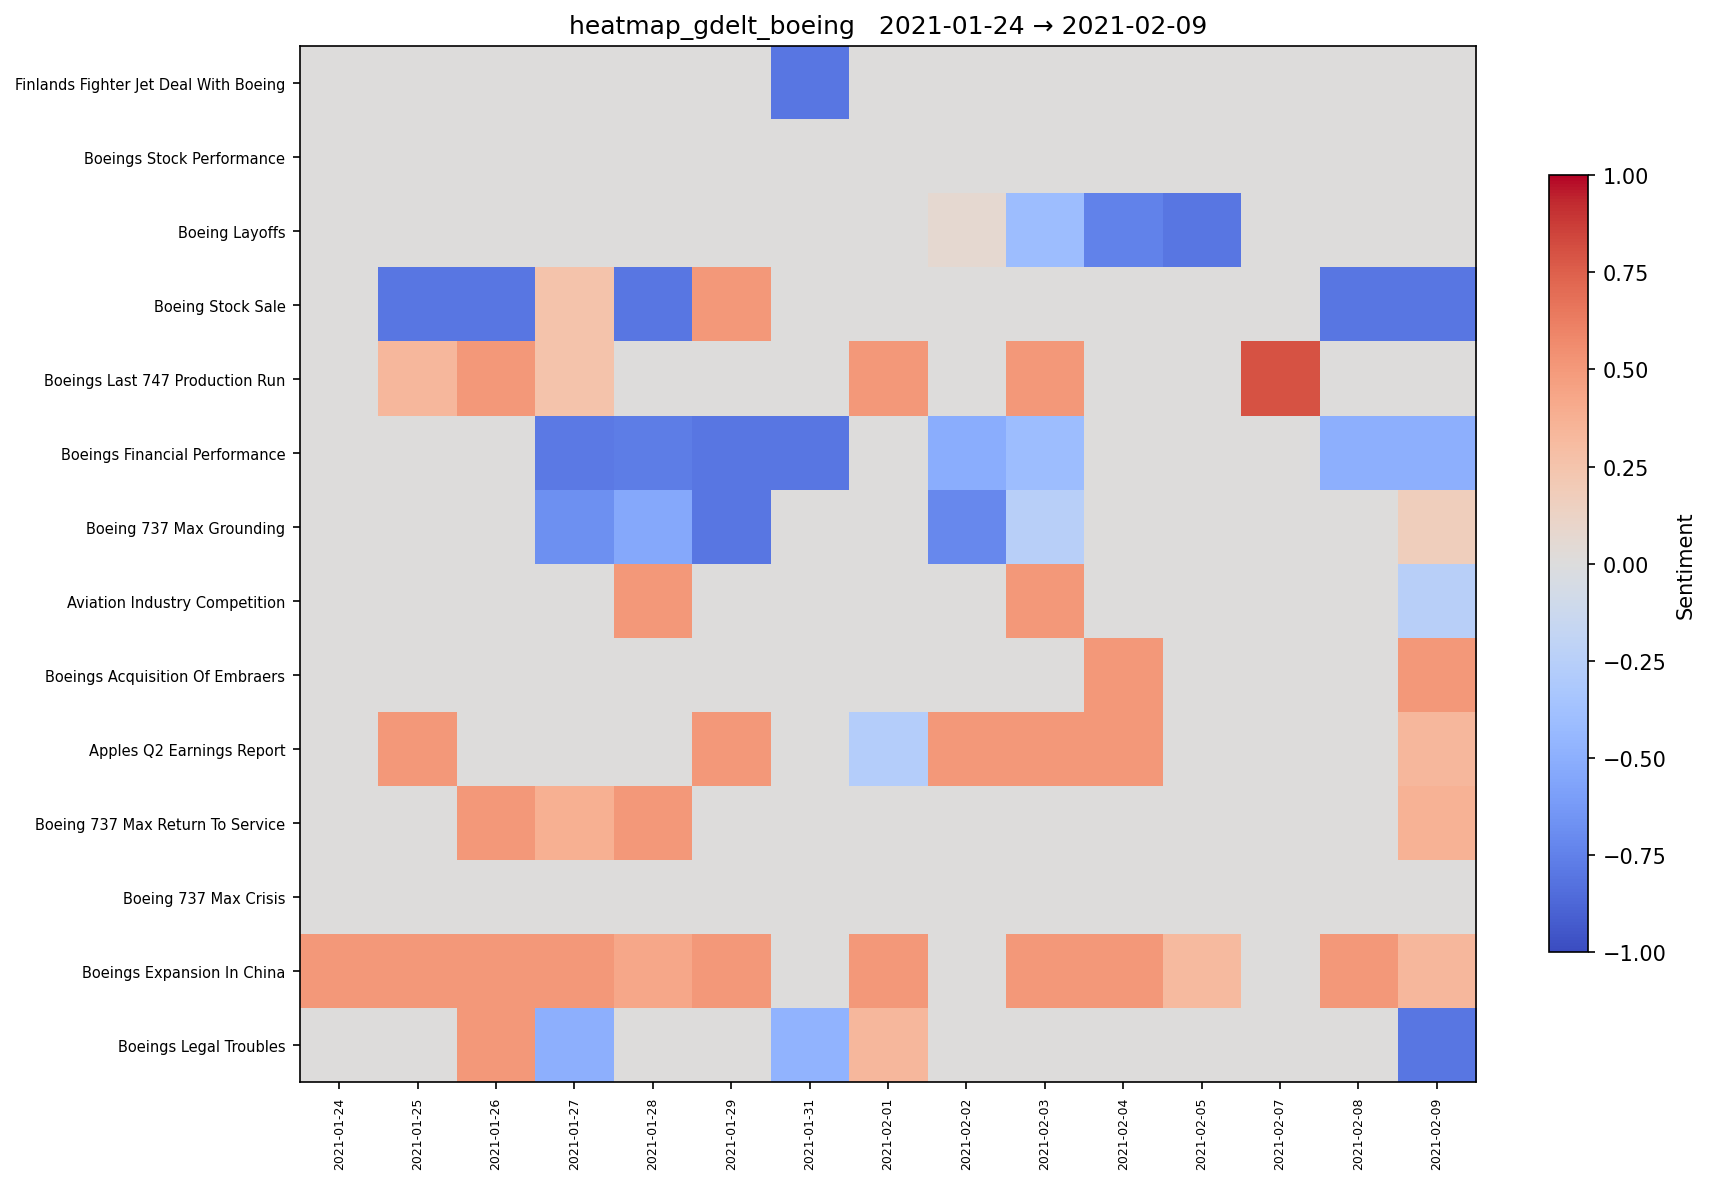 heatmap_gdelt_boeing   2021-01-24 → 2021-02-09
Finlands Fighter Jet Deal With Boeing
Boeings Stock Performance
Boeing Layoffs
Boeing Stock Sale
Boeings Last 747 Production Run
Boeings Financial Performance
Boeing 737 Max Grounding
Aviation Industry Competition
Boeings Acquisition Of Embraers
Apples Q2 Earnings Report
Boeing 737 Max Return To Service
Boeing 737 Max Crisis
Boeings Expansion In China
Boeings Legal Troubles
2021-01-24
2021-01-25
2021-01-26
2021-01-27
2021-01-28
2021-01-29
2021-01-31
2021-02-01
2021-02-02
2021-02-03
2021-02-04
2021-02-05
2021-02-07
2021-02-08
2021-02-09
1.00
0.75
0.50
0.25
0.00
−0.25
−0.50
−0.75
−1.00
Sentiment